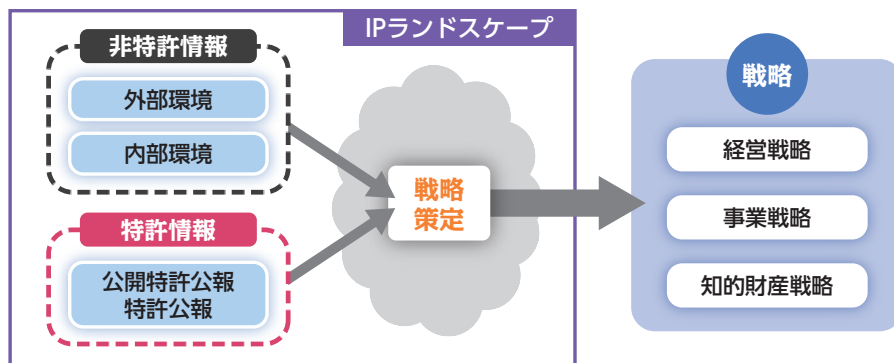 IPランドスケープ
非特許情報
外部環境
内部環境
特許情報
公開特許公報
特許公報
戦略
策定
戦略
経営戦略
事業戦略
知的財産戦略